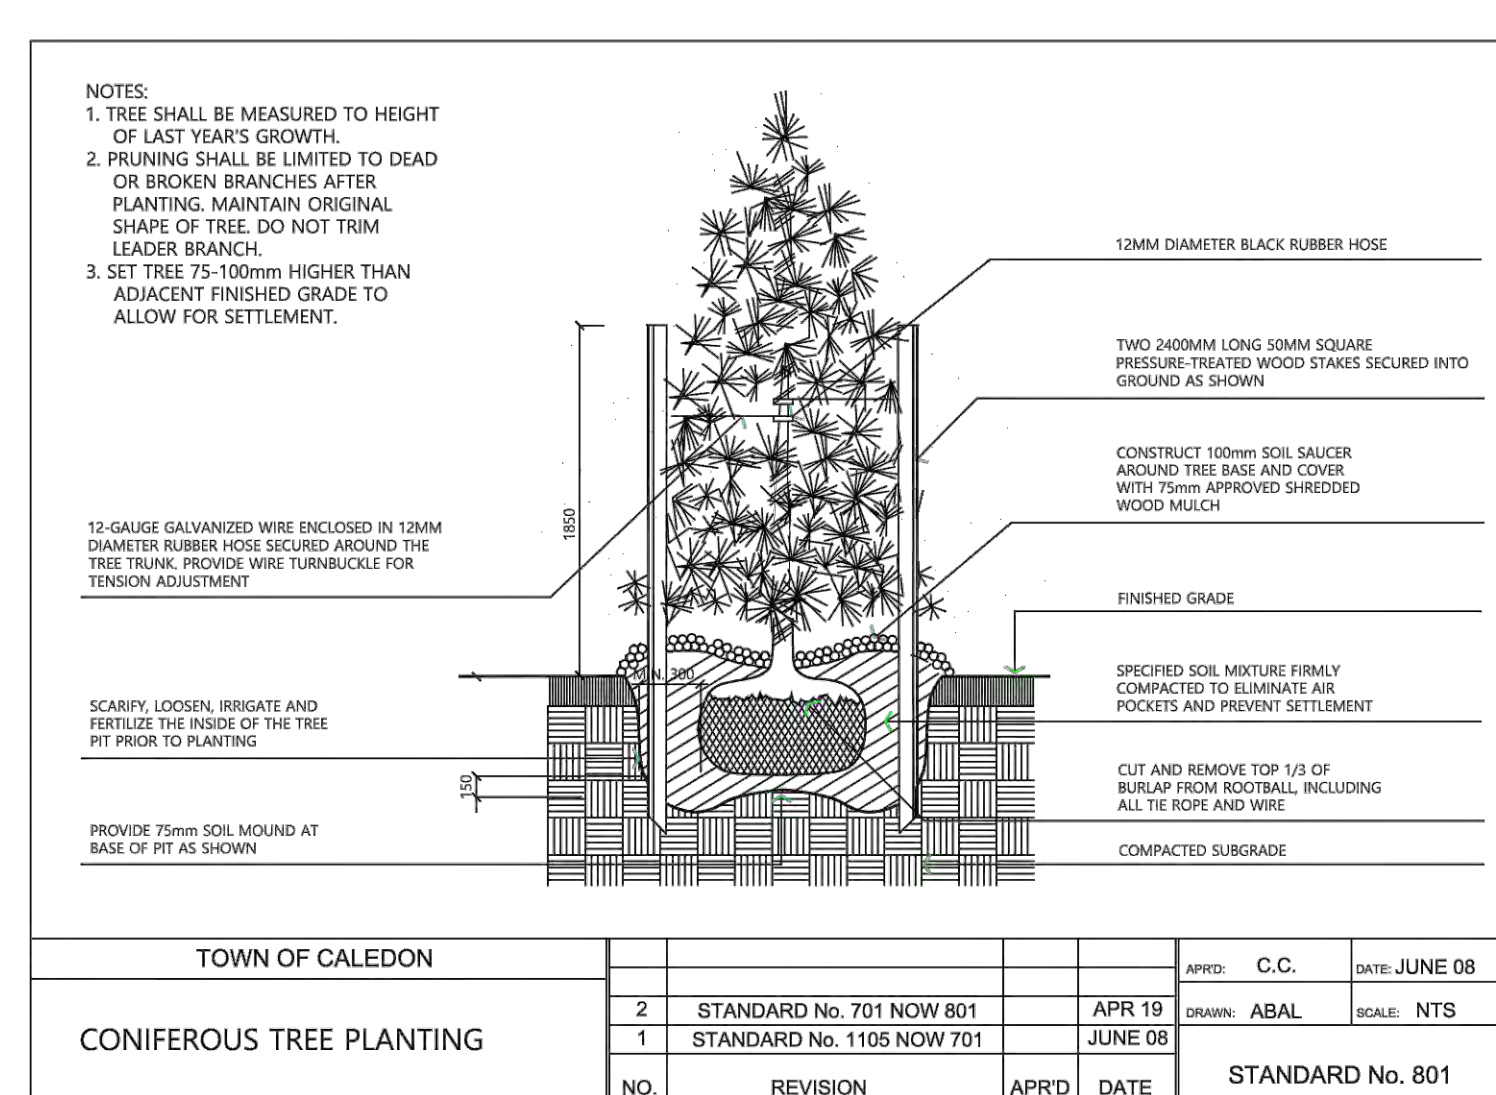 NOTES:
1. TREE SHALL BE MEASURED TO HEIGHT
OF LAST YEAR'S GROWTH.
2. PRUNING SHALL BE LIMITED TO DEAD
OR BROKEN BRANCHES AFTER
PLANTING. MAINTAIN ORIGINAL
SHAPE OF TREE. DO NOT TRIM
LEADER BRANCH.
3. SET TREE 75-100mm HIGHER THAN
ADJACENT FINISHED GRADE TO
ALLOW FOR SETTLEMENT.
12MM DIAMETER BLACK RUBBER HOSE
TWO 2400MM LONG 50MM SQUARE
PRESSURE-TREATED WOOD STAKES SECURED INTO
GROUND AS SHOWN
CONSTRUCT 100mm SOIL SAUCER
AROUND TREE BASE AND COVER
WITH 75mm APPROVED SHREDDED
WOOD MULCH
1850
12-GAUGE GALVANIZED WIRE ENCLOSED IN 12MM
DIAMETER RUBBER HOSE SECURED AROUND THE
TREE TRUNK. PROVIDE WIRE TURNBUCKLE FOR
TENSION ADJUSTMENT
FINISHED GRADE
MIN. 300
SPECIFIED SOIL MIXTURE FIRMLY
COMPACTED TO ELIMINATE AIR
POCKETS AND PREVENT SETTLEMENT
SCARIFY, LOOSEN, IRRIGATE AND
FERTILIZE THE INSIDE OF THE TREE
PIT PRIOR TO PLANTING
150
CUT AND REMOVE TOP 1/3 OF
BURLAP FROM ROOTBALL, INCLUDING
ALL TIE ROPE AND WIRE
PROVIDE 75mm SOIL MOUND AT
BASE OF PIT AS SHOWN
COMPACTED SUBGRADE
TOWN OF CALEDON
CONIFEROUS TREE PLANTING
2 STANDARD No. 701 NOW 801 APR 19
1 STANDARD No. 1105 NOW 701 JUNE 08
NO. REVISION APR'D DATE
APR'D: C.C. DATE: JUNE 08
DRAWN: ABAL SCALE: NTS
STANDARD No. 801